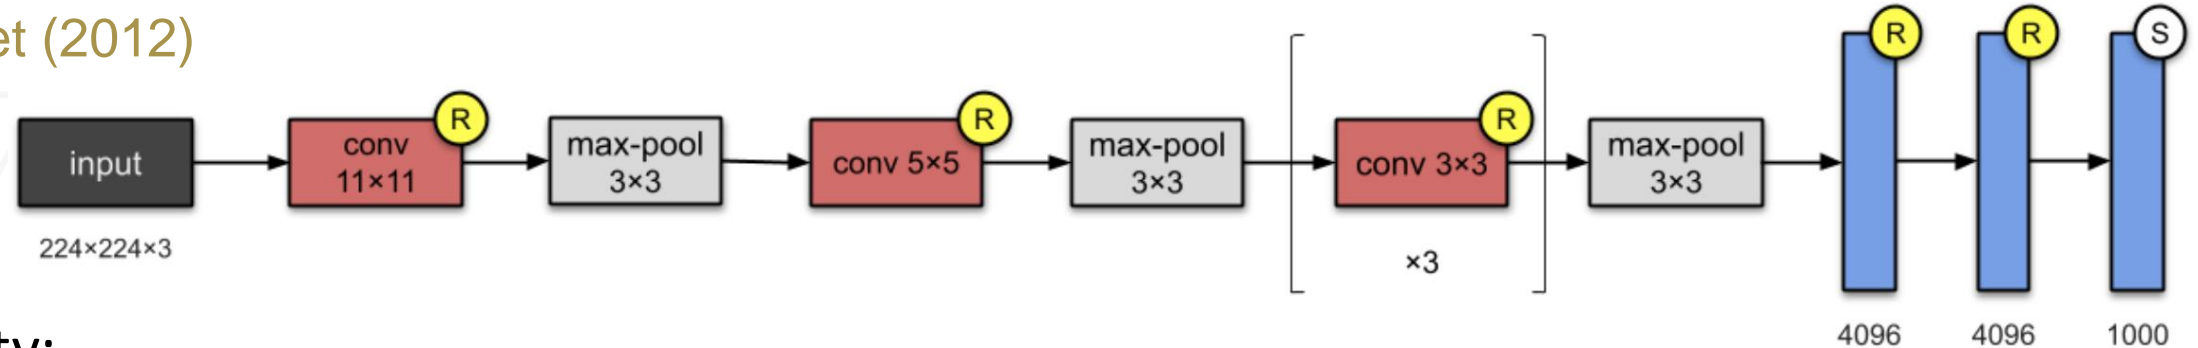 et (2012)
input
224×224×3
R
conv
11×11
max-pool
3×3
R
conv 5×5
max-pool
3×3
R
conv 3×3
×3
max-pool
3×3
R
4096
R
4096
S
1000
ty: